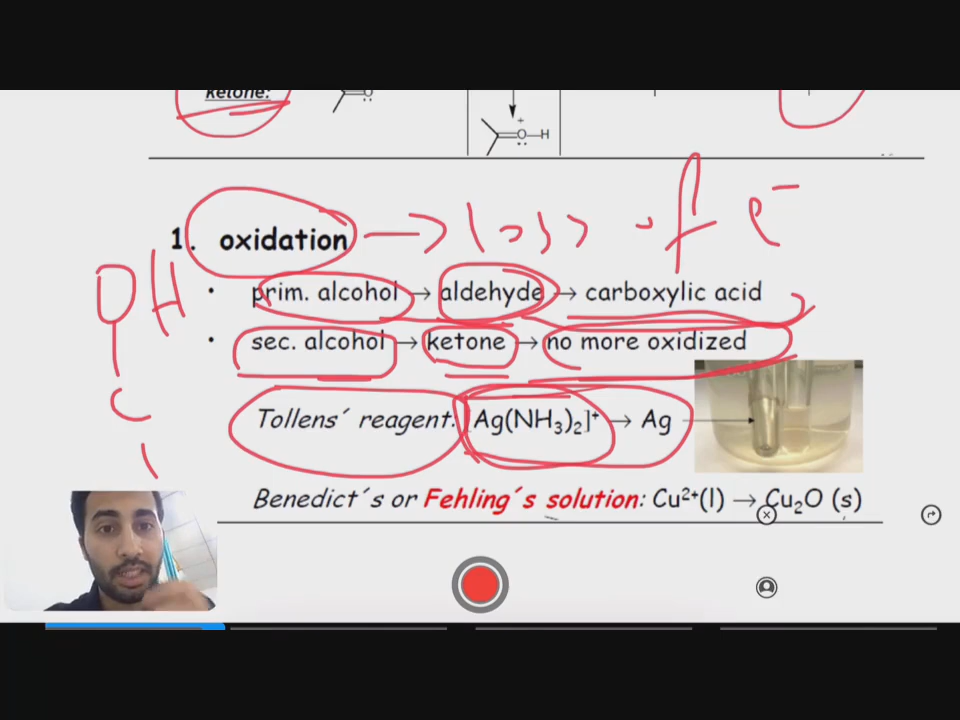 ketone:
O
O—H
+
1. oxidation → loss of e⁻
OH
• prim. alcohol → aldehyde → carboxylic acid
• sec. alcohol → ketone → no more oxidized
C
Tollens´ reagent: [Ag(NH₃)₂]⁺ → Ag
Benedict´s or Fehling´s solution: Cu²⁺(l) → Cu₂O (s)